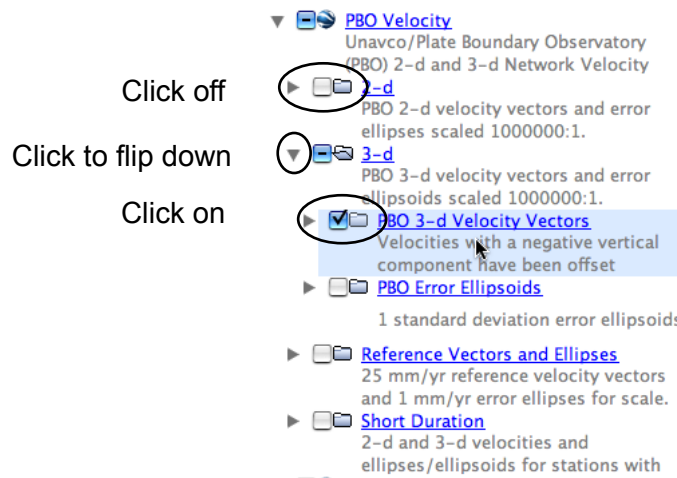 PBO Velocity
Unavco/Plate Boundary Observatory
(PBO) 2-d and 3-d Network Velocity
Click off
2-d
PBO 2-d velocity vectors and error
ellipses scaled 1000000:1.
Click to flip down
3-d
PBO 3-d velocity vectors and error
ellipsoids scaled 1000000:1.
Click on
PBO 3-d Velocity Vectors
Velocities with a negative vertical
component have been offset
PBO Error Ellipsoids
1 standard deviation error ellipsoids
Reference Vectors and Ellipses
25 mm/yr reference velocity vectors
and 1 mm/yr error ellipses for scale.
Short Duration
2-d and 3-d velocities and
ellipses/ellipsoids for stations with